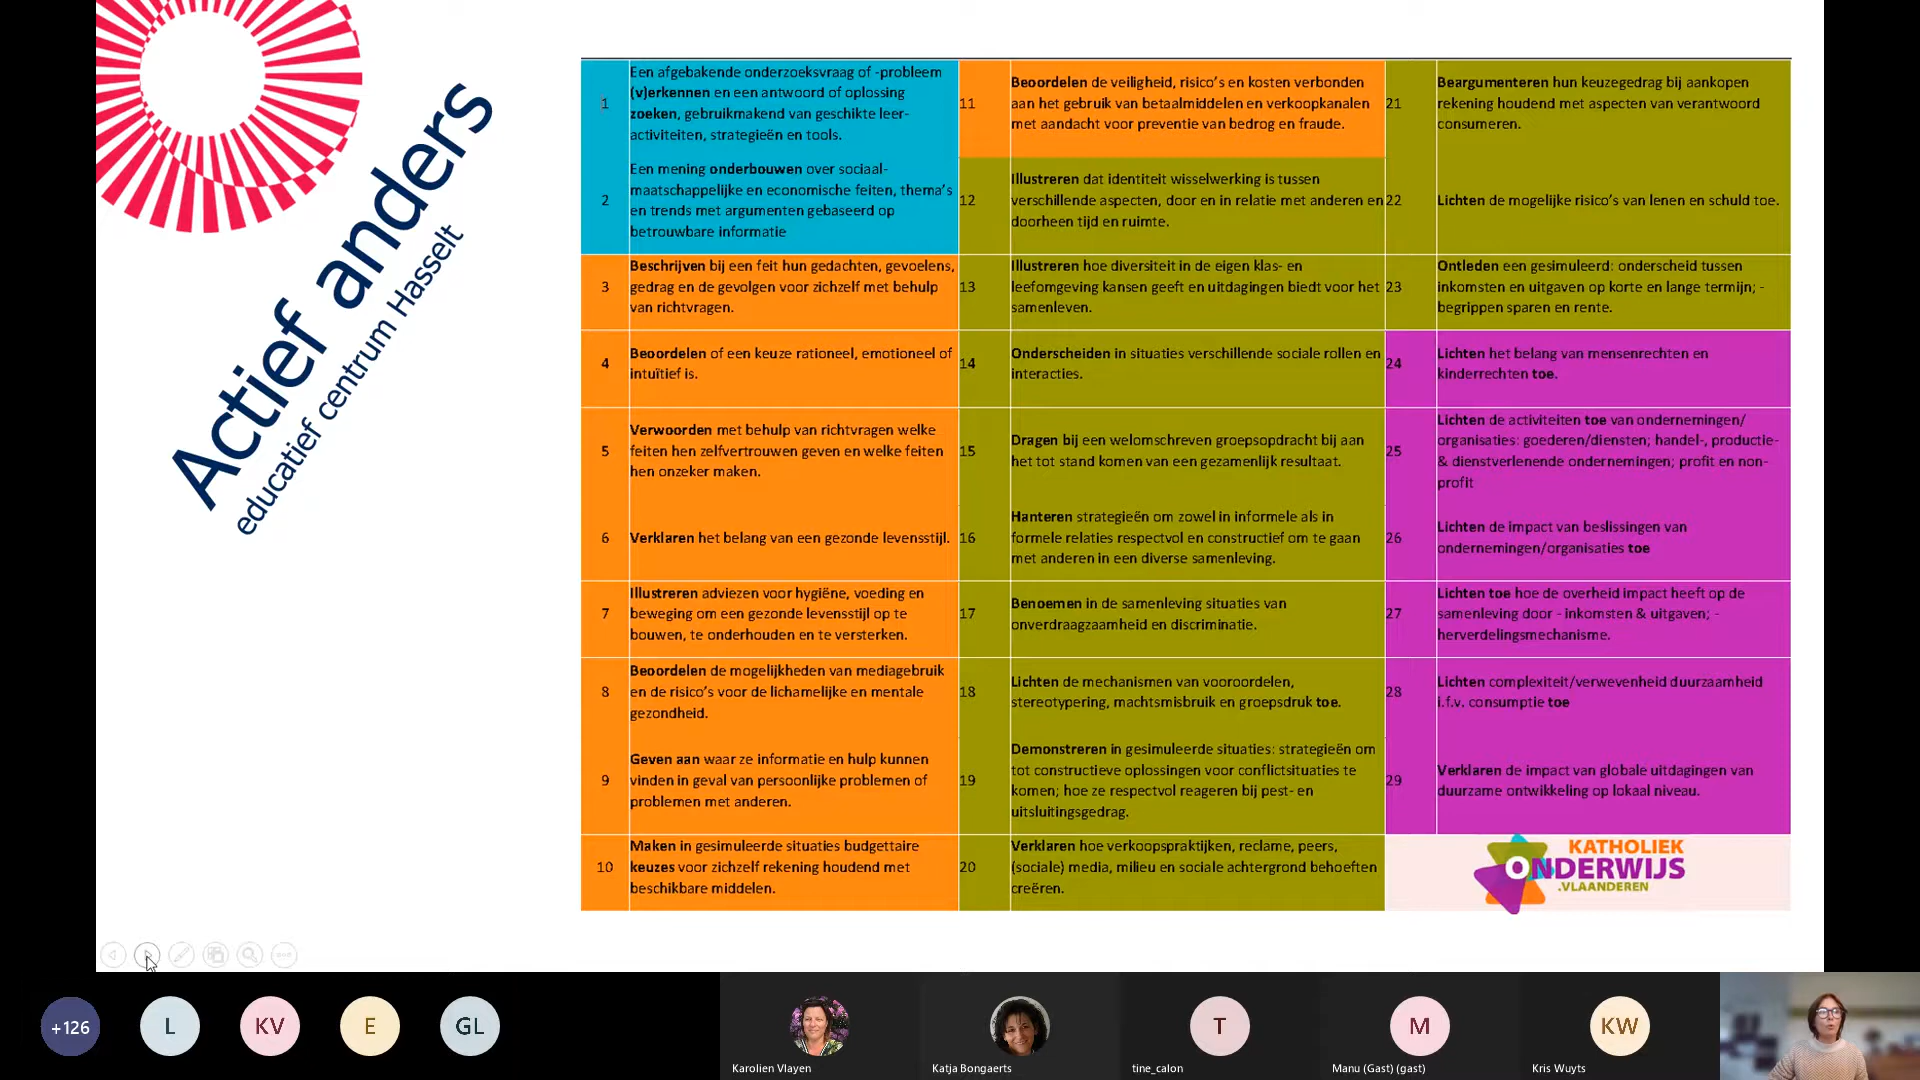 Actief anders
educatief centrum Hasselt
1
Een afgebakende onderzoeksvraag of -probleem
(v)erkennen en een antwoord of oplossing
zoeken, gebruikmakend van geschikte leer-
activiteiten, strategieën en tools.
2
Een mening onderbouwen over sociaal-
maatschappelijke en economische feiten, thema's
en trends met argumenten gebaseerd op
betrouwbare informatie
3
Beschrijven bij een feit hun gedachten, gevoelens,
gedrag en de gevolgen voor zichzelf met behulp
van richtvragen.
4
Beoordelen of een keuze rationeel, emotioneel of
intuïtief is.
5
Verwoorden met behulp van richtvragen welke
feiten hen zelfvertrouwen geven en welke feiten
hen onzeker maken.
6
Verklaren het belang van een gezonde levensstijl.
7
Illustreren adviezen voor hygiëne, voeding en
beweging om een gezonde levensstijl op te
bouwen, te onderhouden en te versterken.
8
Beoordelen de mogelijkheden van mediagebruik
en de risico's voor de lichamelijke en mentale
gezondheid.
9
Geven aan waar ze informatie en hulp kunnen
vinden in geval van persoonlijke problemen of
problemen met anderen.
10
Maken in gesimuleerde situaties budgettaire
keuzes voor zichzelf rekening houdend met
beschikbare middelen.
11
Beoordelen de veiligheid, risico's en kosten verbonden
aan het gebruik van betaalmiddelen en verkoopkanalen
met aandacht voor preventie van bedrog en fraude.
12
Illustreren dat identiteit wisselwerking is tussen
verschillende aspecten, door en in relatie met anderen en
doorheen tijd en ruimte.
13
Illustreren hoe diversiteit in de eigen klas- en
leefomgeving kansen geeft en uitdagingen biedt voor het
samenleven.
14
Onderscheiden in situaties verschillende sociale rollen en
interacties.
15
Dragen bij een welomschreven groepsopdracht bij aan
het tot stand komen van een gezamenlijk resultaat.
16
Hanteren strategieën om zowel in informele als in
formele relaties respectvol en constructief om te gaan
met anderen in een diverse samenleving.
17
Benoemen in de samenleving situaties van
onverdraagzaamheid en discriminatie.
18
Lichten de mechanismen van vooroordelen,
stereotypering, machtsmisbruik en groepsdruk toe.
19
Demonstreren in gesimuleerde situaties: strategieën om
tot constructieve oplossingen voor conflictsituaties te
komen; hoe ze respectvol reageren bij pest- en
uitsluitingsgedrag.
20
Verklaren hoe verkoopspraktijken, reclame, peers,
(sociale) media, milieu en sociale achtergrond behoeften
creëren.
21
Beargumenteren hun keuzegedrag bij aankopen
rekening houdend met aspecten van verantwoord
consumeren.
22
Lichten de mogelijke risico's van lenen en schuld toe.
23
Ontleden een gesimuleerd: onderscheid tussen
inkomsten en uitgaven op korte en lange termijn; -
begrippen sparen en rente.
24
Lichten het belang van mensenrechten en
kinderrechten toe.
25
Lichten de activiteiten toe van ondernemingen/
organisaties: goederen/diensten; handel-, productie-
& dienstverlenende ondernemingen; profit en non-
profit
26
Lichten de impact van beslissingen van
ondernemingen/organisaties toe
27
Lichten toe hoe de overheid impact heeft op de
samenleving door - inkomsten & uitgaven; -
herverdelingsmechanisme.
28
Lichten complexiteit/verwevenheid duurzaamheid
i.f.v. consumptie toe
29
Verklaren de impact van globale uitdagingen van
duurzame ontwikkeling op lokaal niveau.
KATHOLIEK
ONDERWIJS
.VLAANDEREN
+126
L
KV
E
GL
T
M
KW
Karolien Vlayen
Katja Bongaerts
tine_calon
Manu (Gast) (gast)
Kris Wuyts